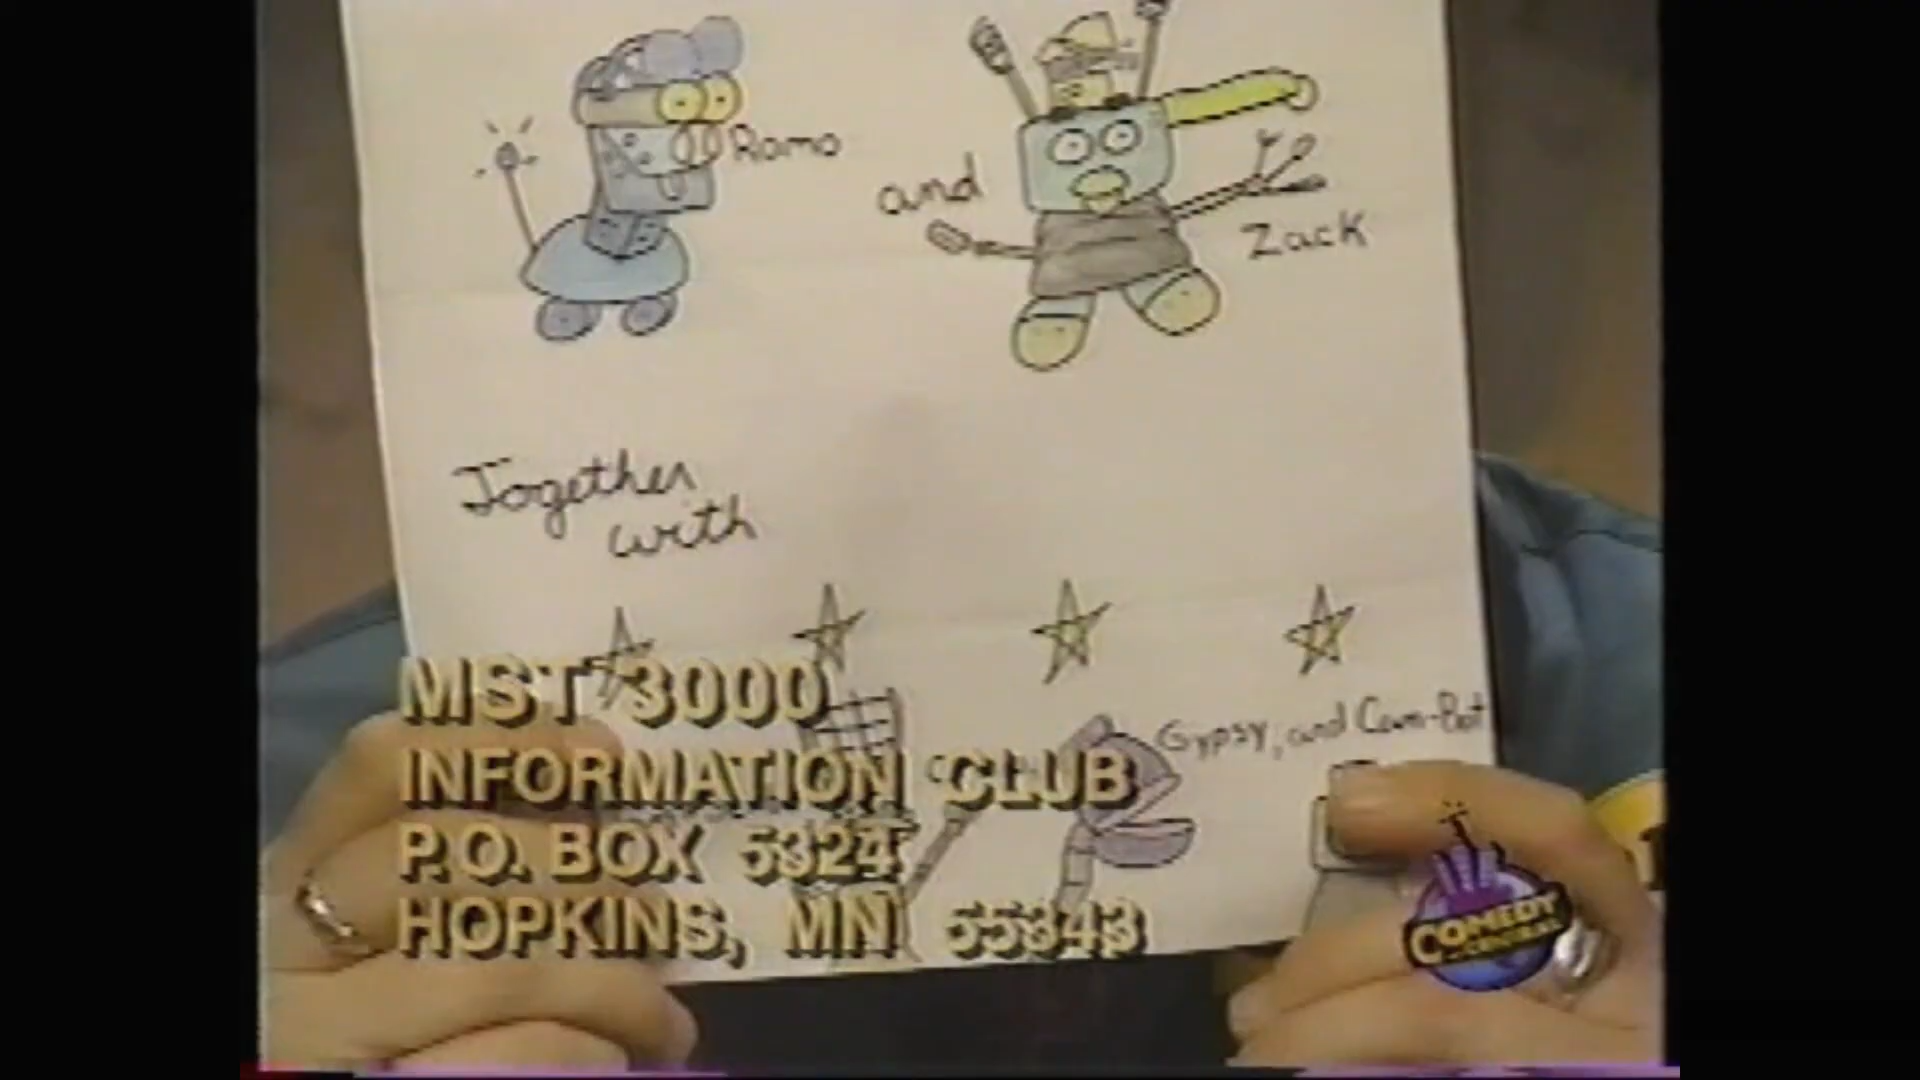 Romo
and
Zack
Together
with
Gypsy, and Cam-Bot
MST 3000
INFORMATION CLUB
P.O. BOX 5324
HOPKINS, MN 55343
COMEDY
CENTRAL